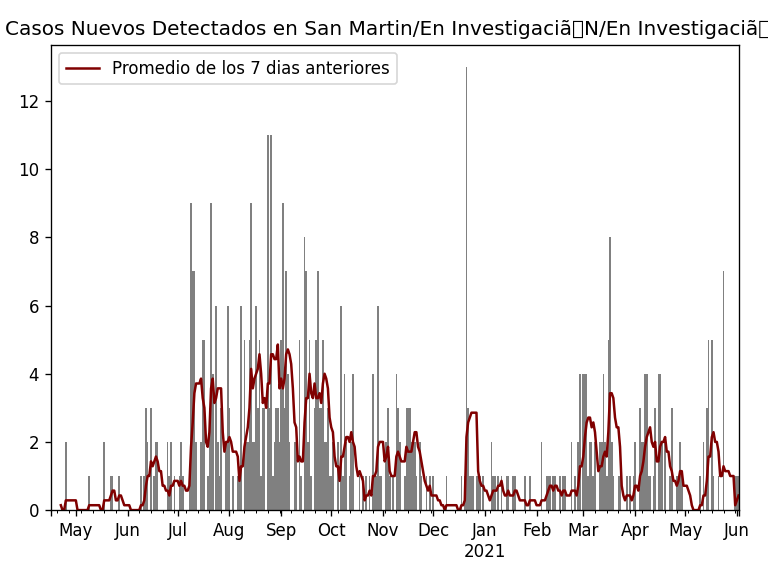 Casos Nuevos Detectados en San Martin/En Investigaciã▯N/En Investigaciã▯
Promedio de los 7 dias anteriores
12
10
8
6
4
2
0
May Jun Jul Aug Sep Oct Nov Dec Jan Feb Mar Apr May Jun
2021